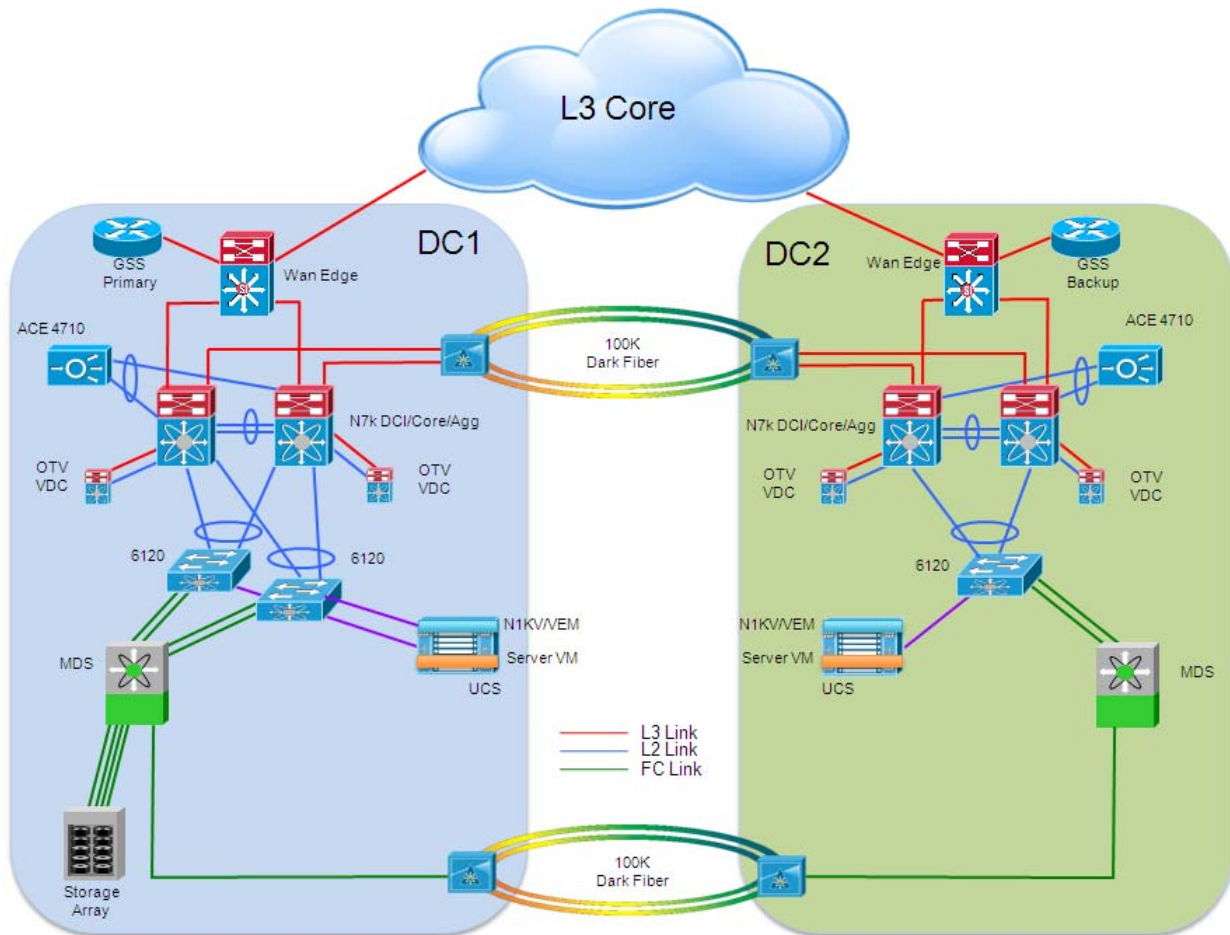 L3 Core
DC1
GSS
Primary
Wan Edge
ACE 4710
N7k DCI/Core/Agg
OTV
VDC
OTV
VDC
6120
6120
N1KV/VEM
Server VM
UCS
MDS
Storage
Array
100K
Dark Fiber
DC2
Wan Edge
GSS
Backup
ACE 4710
N7k DCI/Core/Agg
OTV
VDC
OTV
VDC
6120
N1KV/VEM
Server VM
UCS
MDS
L3 Link
L2 Link
FC Link
100K
Dark Fiber
SI
SI